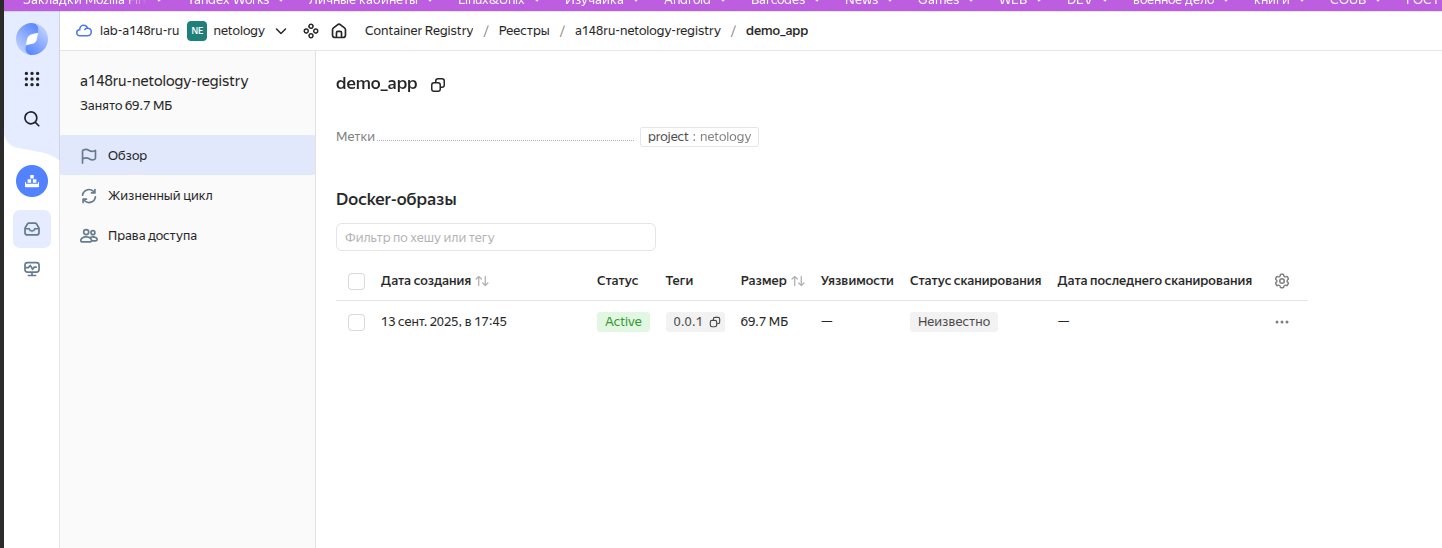 Закладки Mozilla Yandex Works Личные кабинеты Linux&Unix Изучайка Android Barcodes News Games WEB DEV военное дело книги COUB ГОСТ
lab-a148ru-ru NE netology Container Registry / Реестры / a148ru-netology-registry / demo_app
a148ru-netology-registry
Занято 69.7 МБ
Обзор
Жизненный цикл
Права доступа
demo_app
Метки project : netology
Docker-образы
Фильтр по хешу или тегу
Дата создания Статус Теги Размер Уязвимости Статус сканирования Дата последнего сканирования
13 сент. 2025, в 17:45 Active 0.0.1 69.7 МБ — Неизвестно —